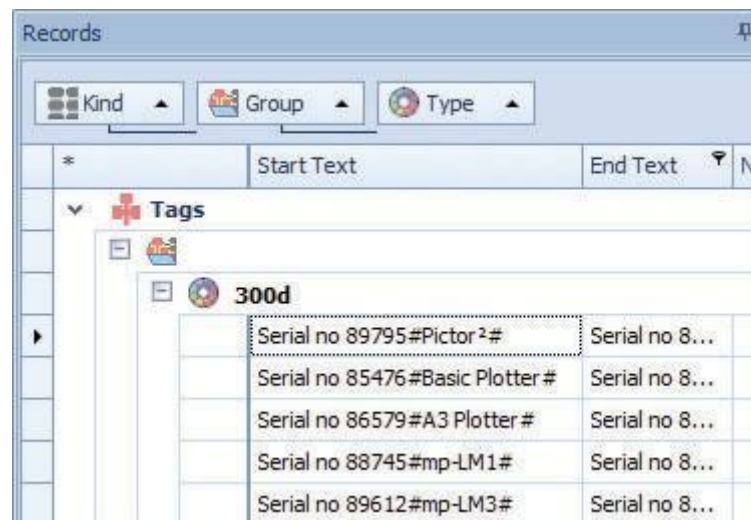 Records
Kind Group Type
* Start Text End Text N
Tags
300d
Serial no 89795#Pictor²# Serial no 8...
Serial no 85476#Basic Plotter# Serial no 8...
Serial no 86579#A3 Plotter# Serial no 8...
Serial no 88745#mp-LM1# Serial no 8...
Serial no 89612#mp-LM3# Serial no 8...